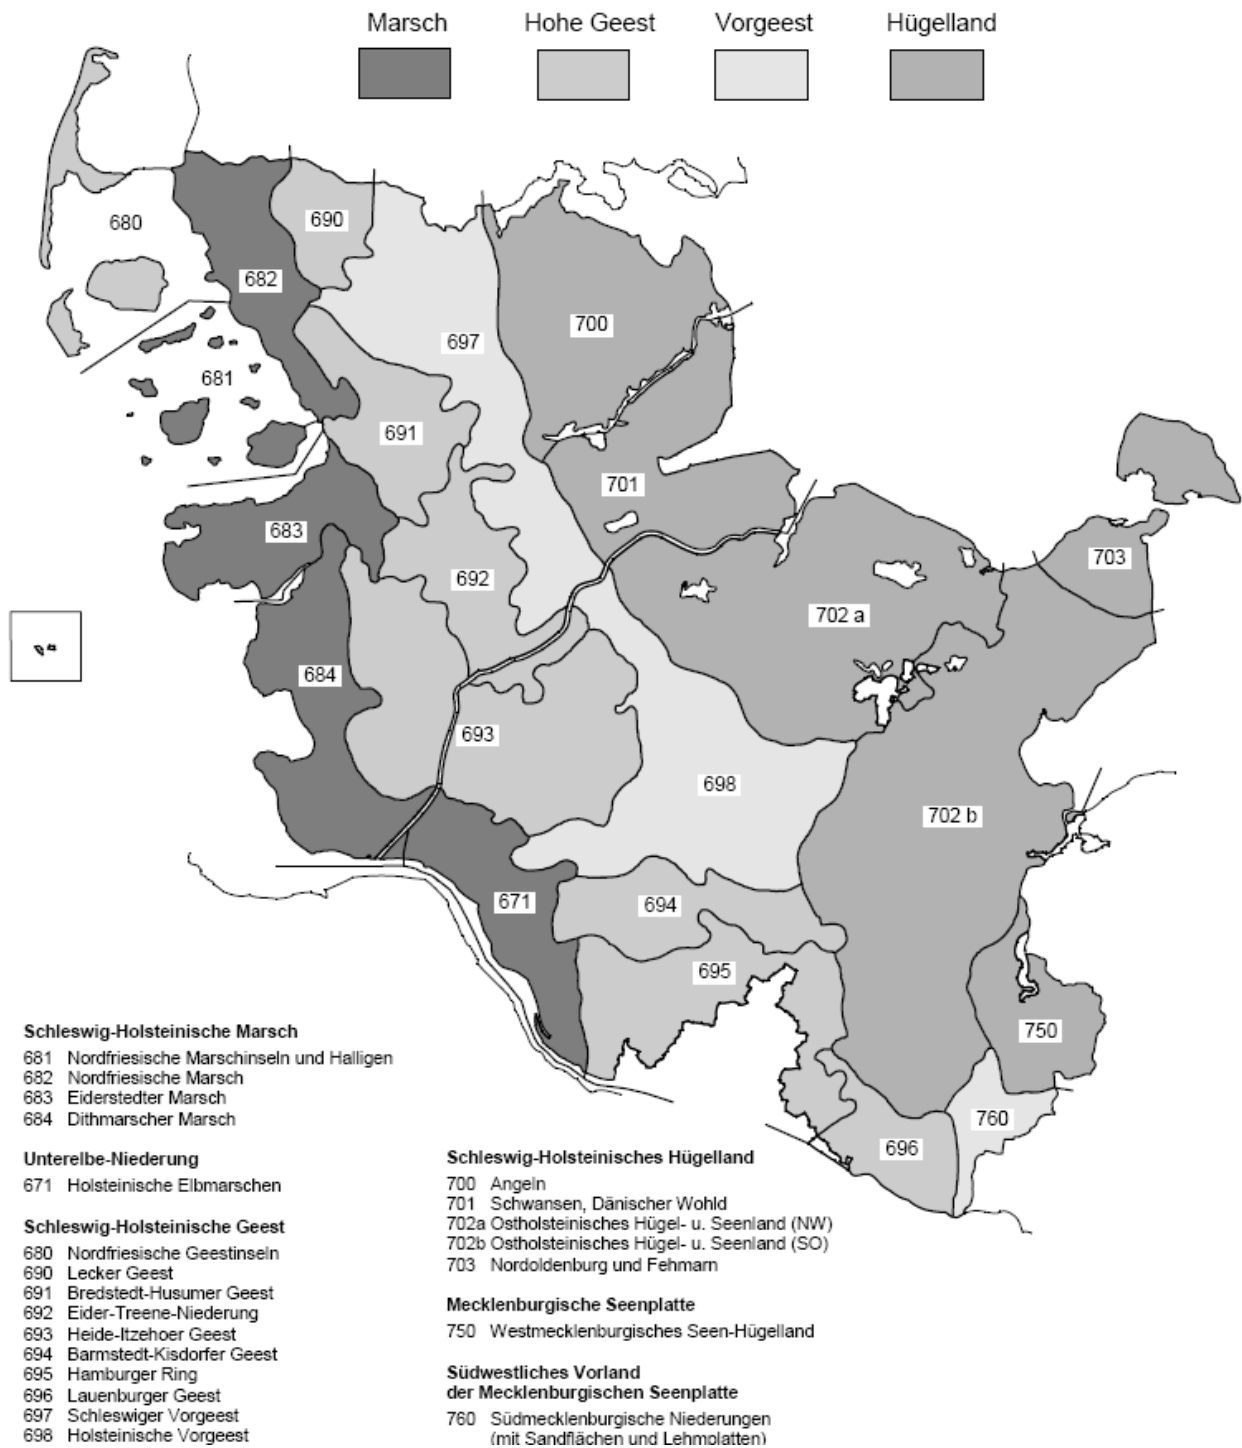 Marsch
Hohe Geest
Vorgeest
Hügelland
680
690
682
697
700
681
691
701
683
703
692
702 a
684
693
698
702 b
671
694
695
750
760
696
Schleswig-Holsteinische Marsch
681 Nordfriesische Marschinseln und Halligen
682 Nordfriesische Marsch
683 Eiderstedter Marsch
684 Dithmarscher Marsch
Unterelbe-Niederung
671 Holsteinische Elbmarschen
Schleswig-Holsteinische Geest
680 Nordfriesische Geestinseln
690 Lecker Geest
691 Bredstedt-Husumer Geest
692 Eider-Treene-Niederung
693 Heide-Itzehoer Geest
694 Barmstedt-Kisdorfer Geest
695 Hamburger Ring
696 Lauenburger Geest
697 Schleswiger Vorgeest
698 Holsteinische Vorgeest
Schleswig-Holsteinisches Hügelland
700 Angeln
701 Schwansen, Dänischer Wohld
702a Ostholsteinisches Hügel- u. Seenland (NW)
702b Ostholsteinisches Hügel- u. Seenland (SO)
703 Nordoldenburg und Fehmarn
Mecklenburgische Seenplatte
750 Westmecklenburgisches Seen-Hügelland
Südwestliches Vorland
der Mecklenburgischen Seenplatte
760 Südmecklenburgische Niederungen
(mit Sandflächen und Lehmplatten)